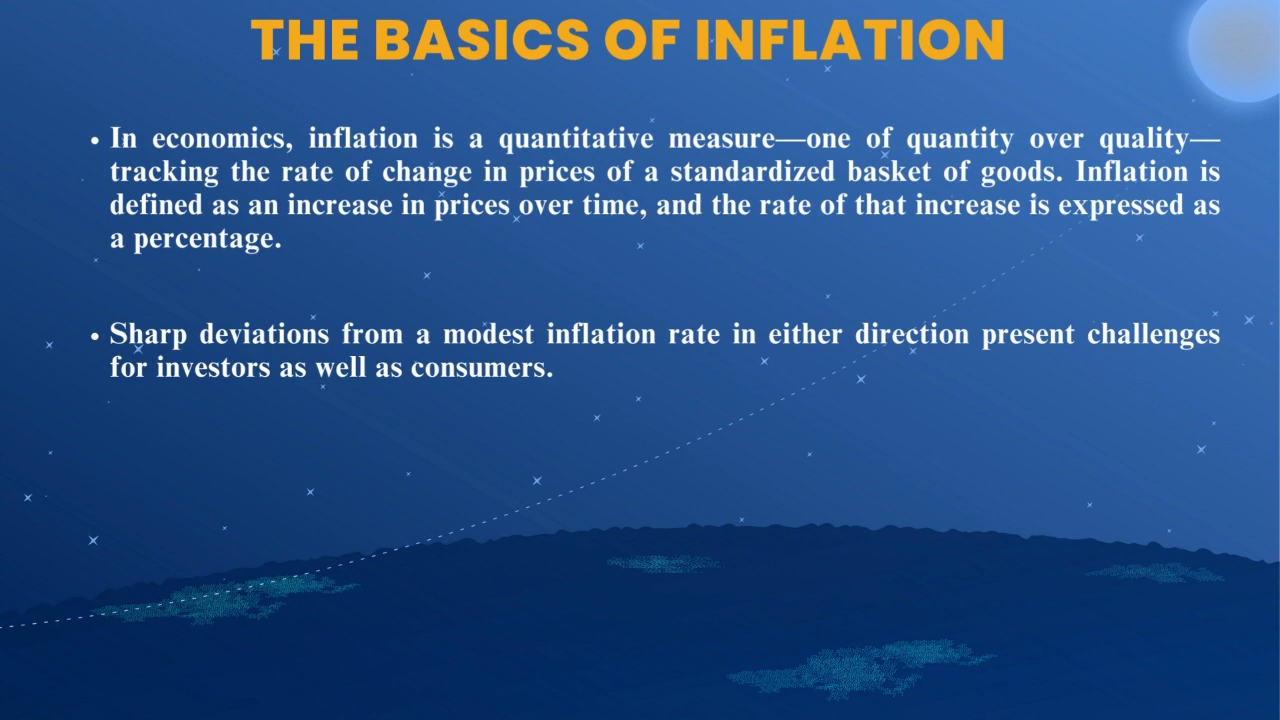 THE BASICS OF INFLATION
• In economics, inflation is a quantitative measure—one of quantity over quality—
tracking the rate of change in prices of a standardized basket of goods. Inflation is
defined as an increase in prices over time, and the rate of that increase is expressed as
a percentage.
• Sharp deviations from a modest inflation rate in either direction present challenges
for investors as well as consumers.